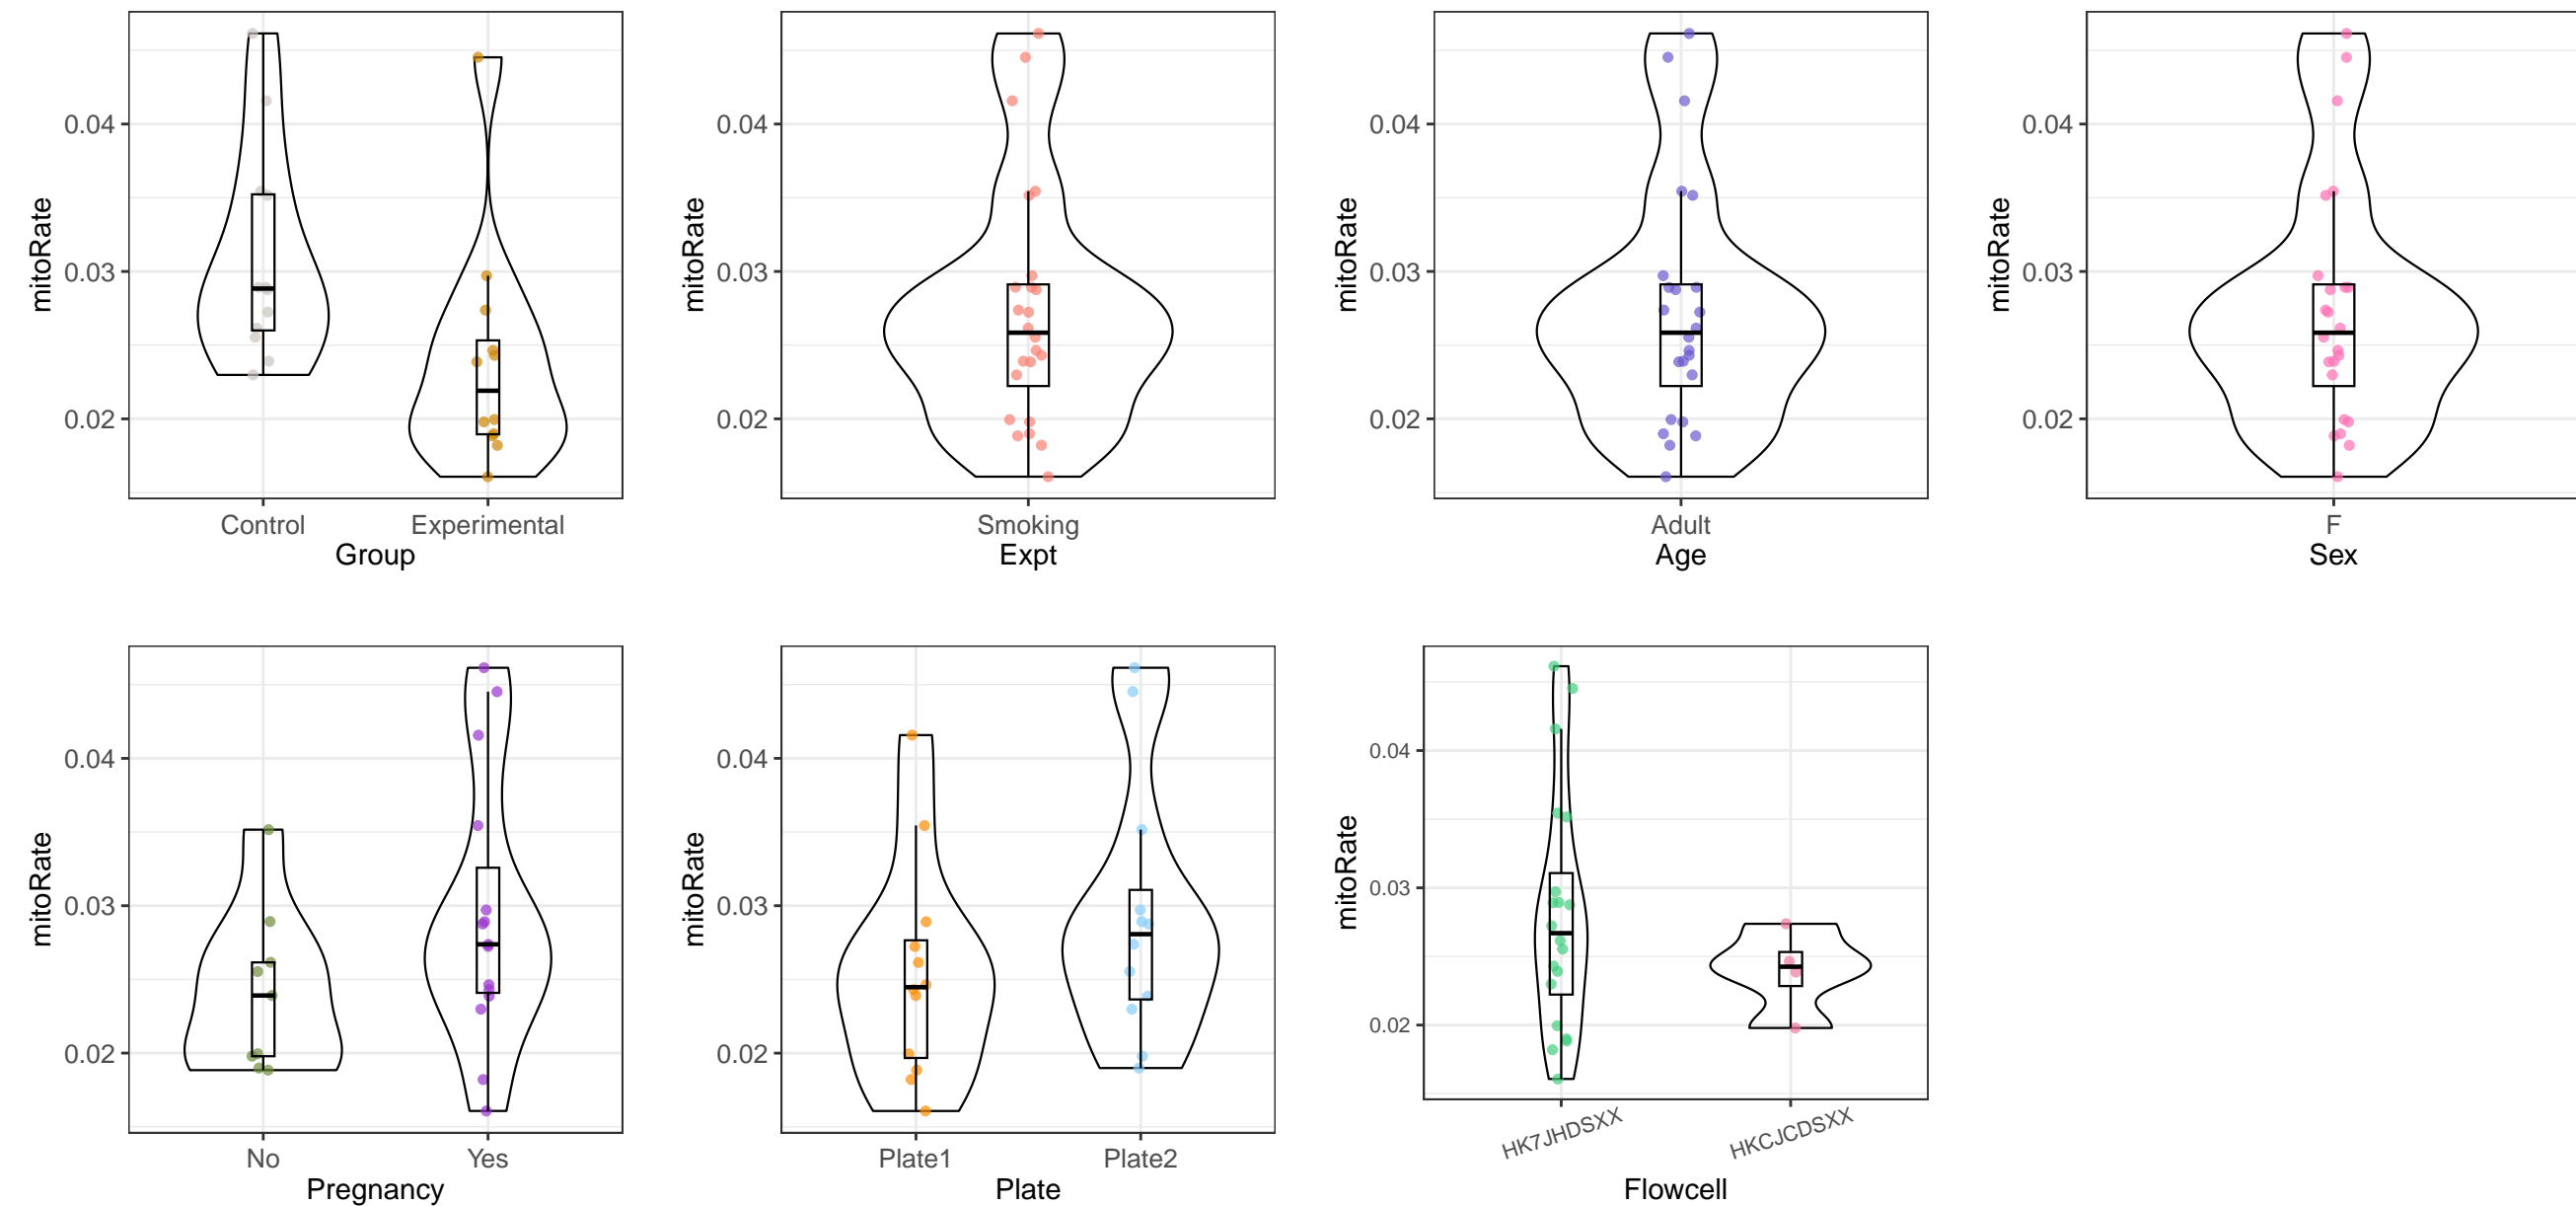 mitoRate
0.04
0.03
0.02
Control Experimental
Group
mitoRate
0.04
0.03
0.02
Smoking
Expt
mitoRate
0.04
0.03
0.02
Adult
Age
mitoRate
0.04
0.03
0.02
F
Sex
mitoRate
0.04
0.03
0.02
No Yes
Pregnancy
mitoRate
0.04
0.03
0.02
Plate1 Plate2
Plate
mitoRate
0.04
0.03
0.02
HK7JHDSXX HKCJCDSXX
Flowcell